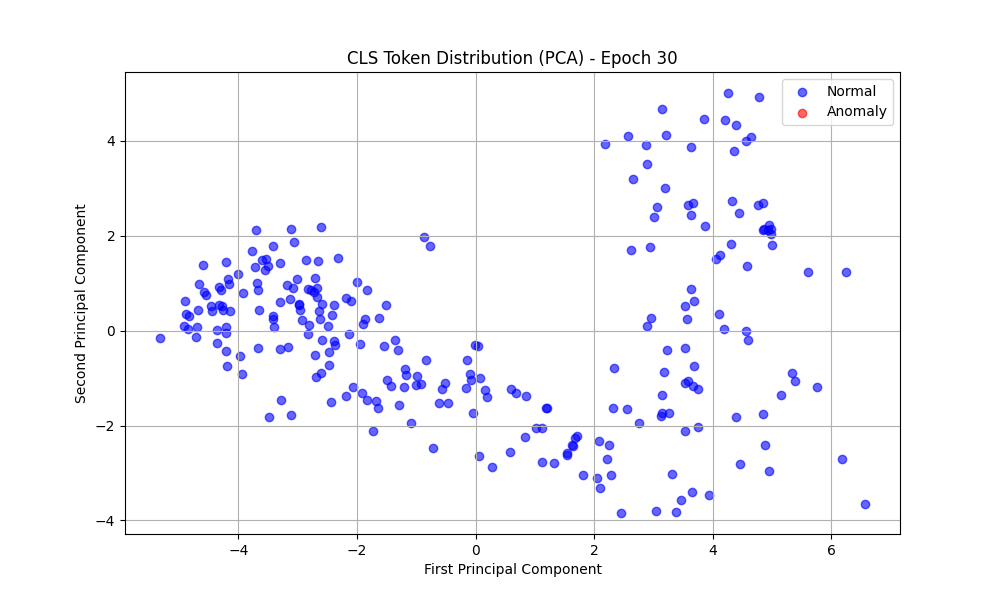 CLS Token Distribution (PCA) - Epoch 30
Normal
Anomaly
Second Principal Component
4
2
0
−2
−4
−4
−2
0
2
4
6
First Principal Component